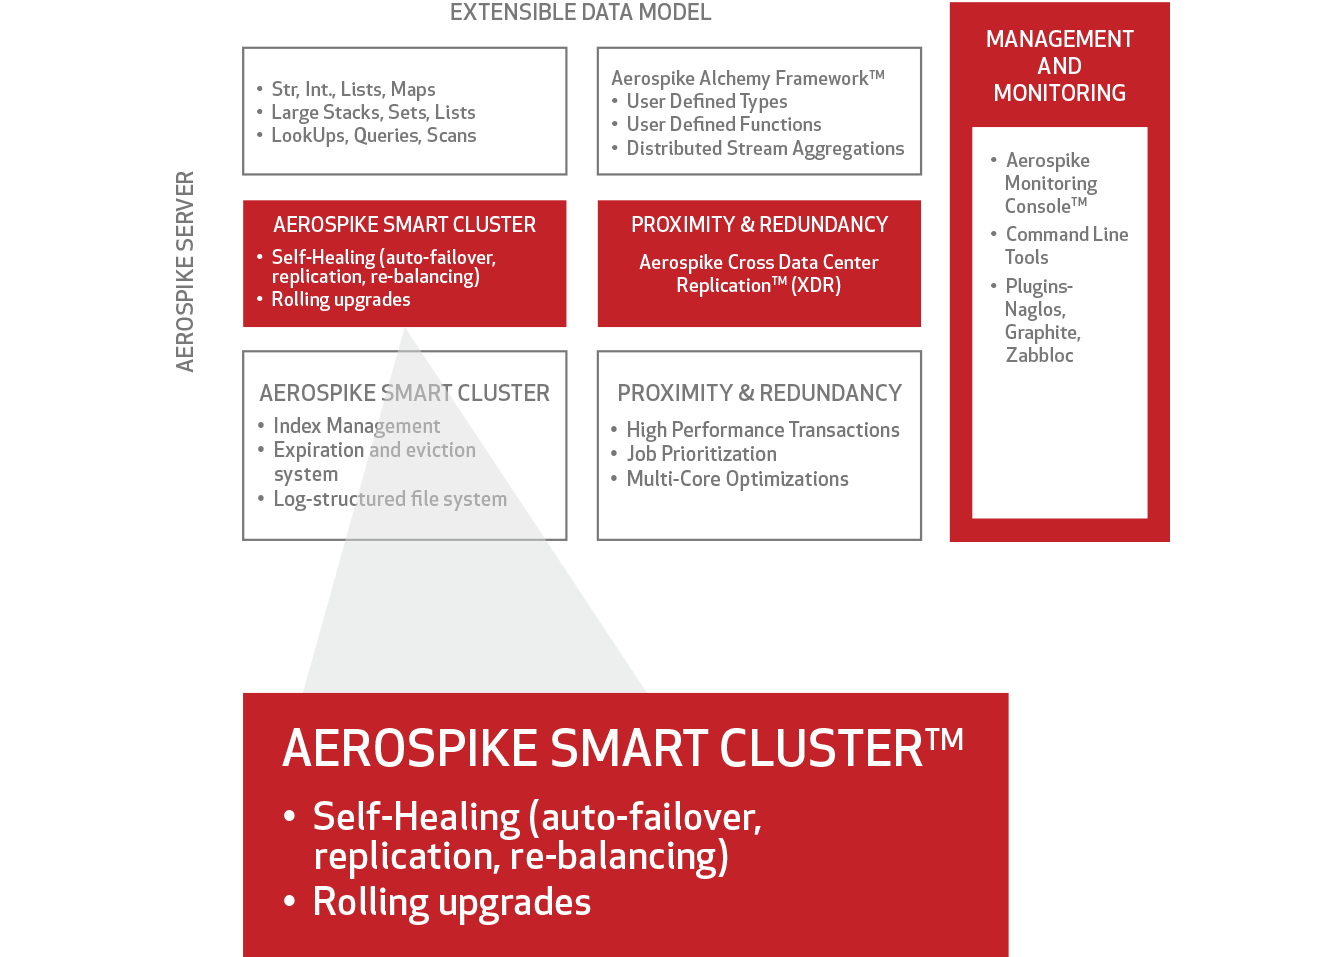 EXTENSIBLE DATA MODEL
AEROSPIKE SERVER
• Str, Int., Lists, Maps
• Large Stacks, Sets, Lists
• LookUps, Queries, Scans
Aerospike Alchemy Framework™
• User Defined Types
• User Defined Functions
• Distributed Stream Aggregations
AEROSPIKE SMART CLUSTER
• Self-Healing (auto-failover,
replication, re-balancing)
• Rolling upgrades
PROXIMITY & REDUNDANCY
Aerospike Cross Data Center
Replication™ (XDR)
AEROSPIKE SMART CLUSTER
• Index Management
• Expiration and eviction
system
• Log-structured file system
PROXIMITY & REDUNDANCY
• High Performance Transactions
• Job Prioritization
• Multi-Core Optimizations
MANAGEMENT
AND
MONITORING
• Aerospike
Monitoring
Console™
• Command Line
Tools
• Plugins-
Naglos,
Graphite,
Zabbloc
AEROSPIKE SMART CLUSTER™
• Self-Healing (auto-failover,
replication, re-balancing)
• Rolling upgrades